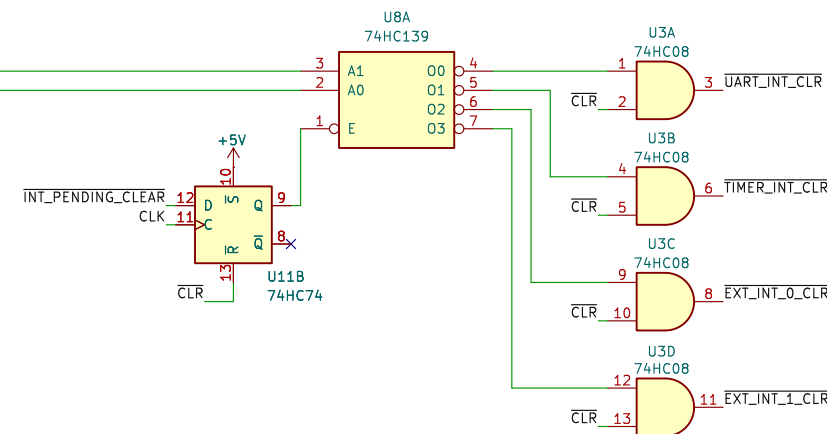 U8A
74HC139
3
A1
O0
4
2
A0
O1
5
O2
6
1
E
O3
7
+5V
10
INT_PENDING_CLEAR
12
D
S
Q
9
CLK
11
C
R
Q
8
13
CLR
U11B
74HC74
U3A
74HC08
1
3
UART_INT_CLR
CLR
2
U3B
74HC08
4
6
TIMER_INT_CLR
CLR
5
U3C
74HC08
9
8
EXT_INT_0_CLR
CLR
10
U3D
74HC08
12
11
EXT_INT_1_CLR
CLR
13